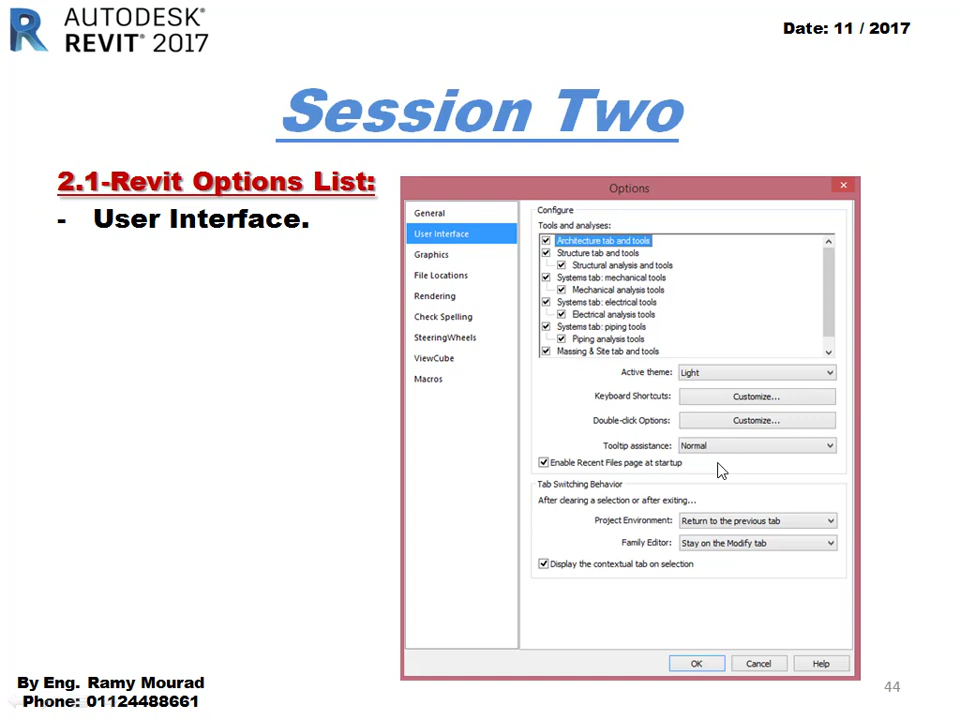 AUTODESK®
REVIT® 2017
Date: 11 / 2017
Session Two
2.1-Revit Options List:
- User Interface.
Options
General
User Interface
Graphics
File Locations
Rendering
Check Spelling
SteeringWheels
ViewCube
Macros
Configure
Tools and analyses:
Architecture tab and tools
Structure tab and tools
Structural analysis and tools
Systems tab: mechanical tools
Mechanical analysis tools
Systems tab: electrical tools
Electrical analysis tools
Systems tab: piping tools
Piping analysis tools
Massing & Site tab and tools
Active theme: Light
Keyboard Shortcuts: Customize...
Double-click Options: Customize...
Tooltip assistance: Normal
Enable Recent Files page at startup
Tab Switching Behavior
After clearing a selection or after exiting...
Project Environment: Return to the previous tab
Family Editor: Stay on the Modify tab
Display the contextual tab on selection
OK Cancel Help
By Eng. Ramy Mourad
Phone: 01124488661
44